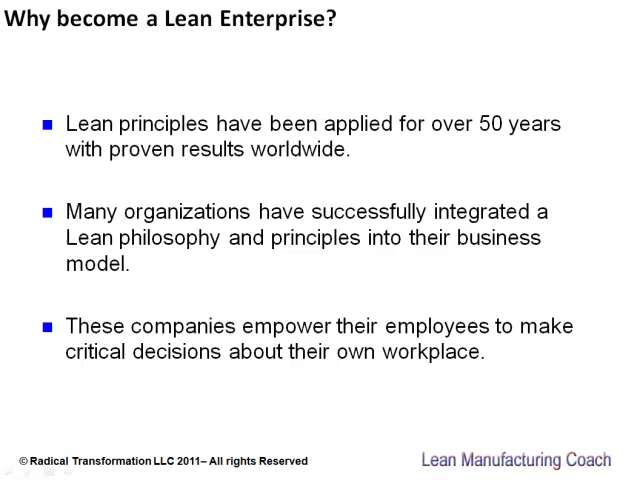 Why become a Lean Enterprise?
Lean principles have been applied for over 50 years
with proven results worldwide.
Many organizations have successfully integrated a
Lean philosophy and principles into their business
model.
These companies empower their employees to make
critical decisions about their own workplace.
© Radical Transformation LLC 2011– All rights Reserved
Lean Manufacturing Coach